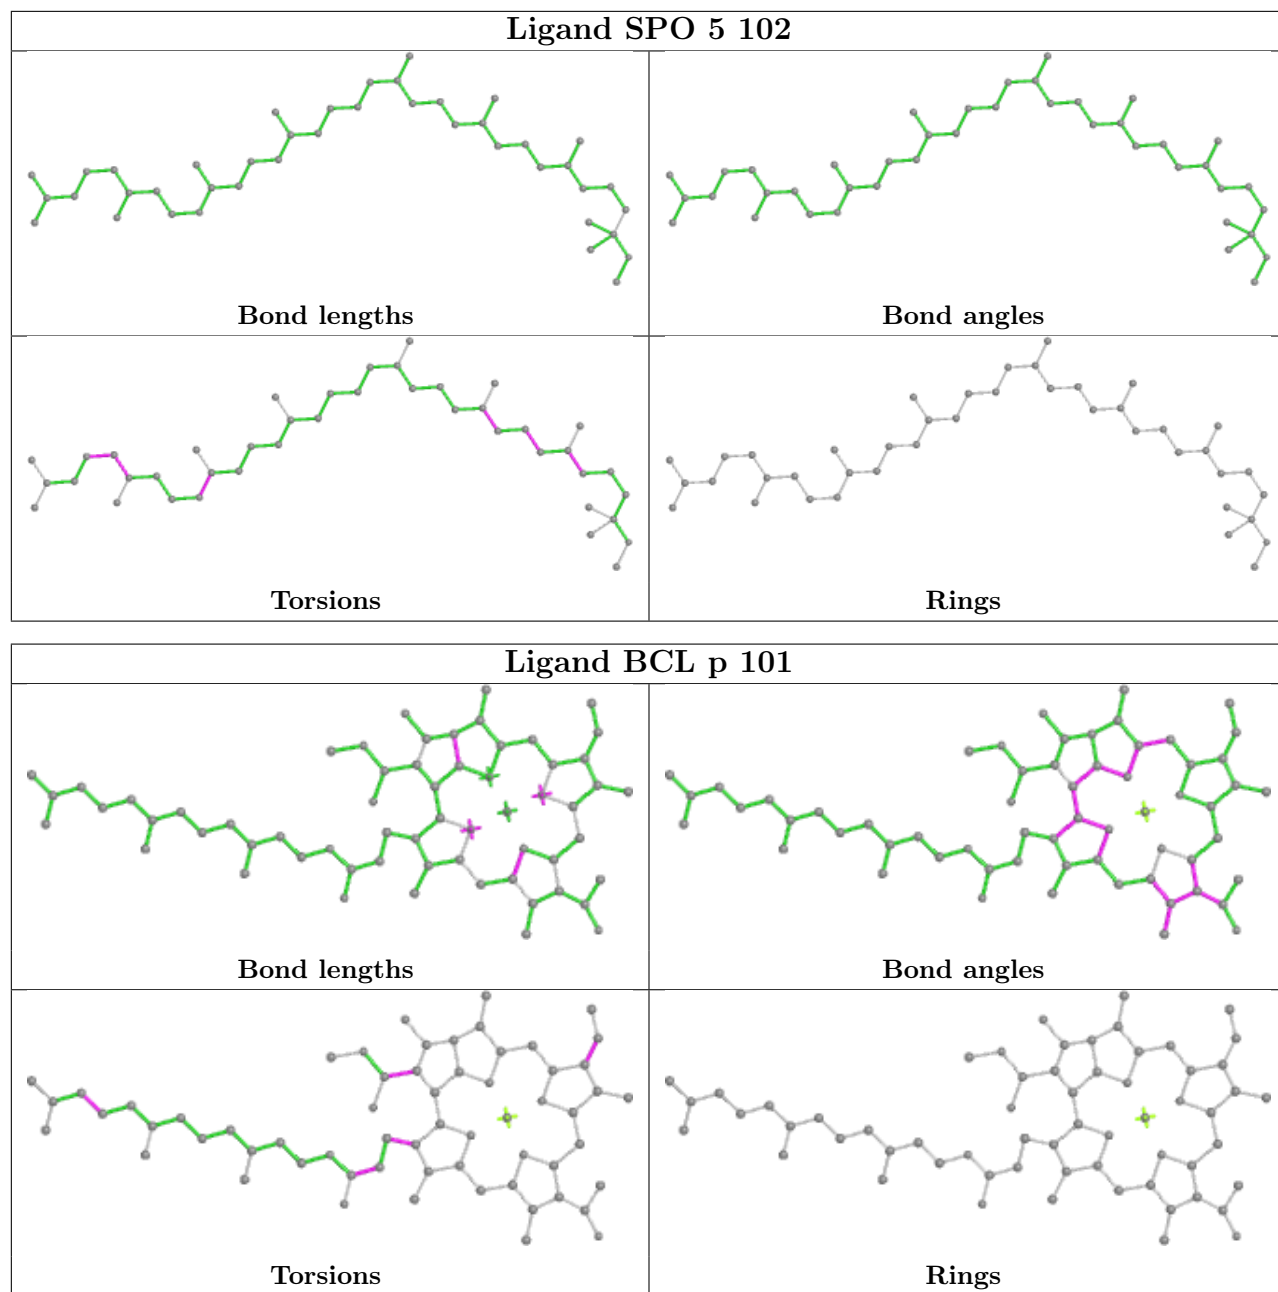 Ligand SPO 5 102
Bond lengths
Bond angles
Torsions
Rings
Ligand BCL p 101
Bond lengths
Bond angles
Torsions
Rings